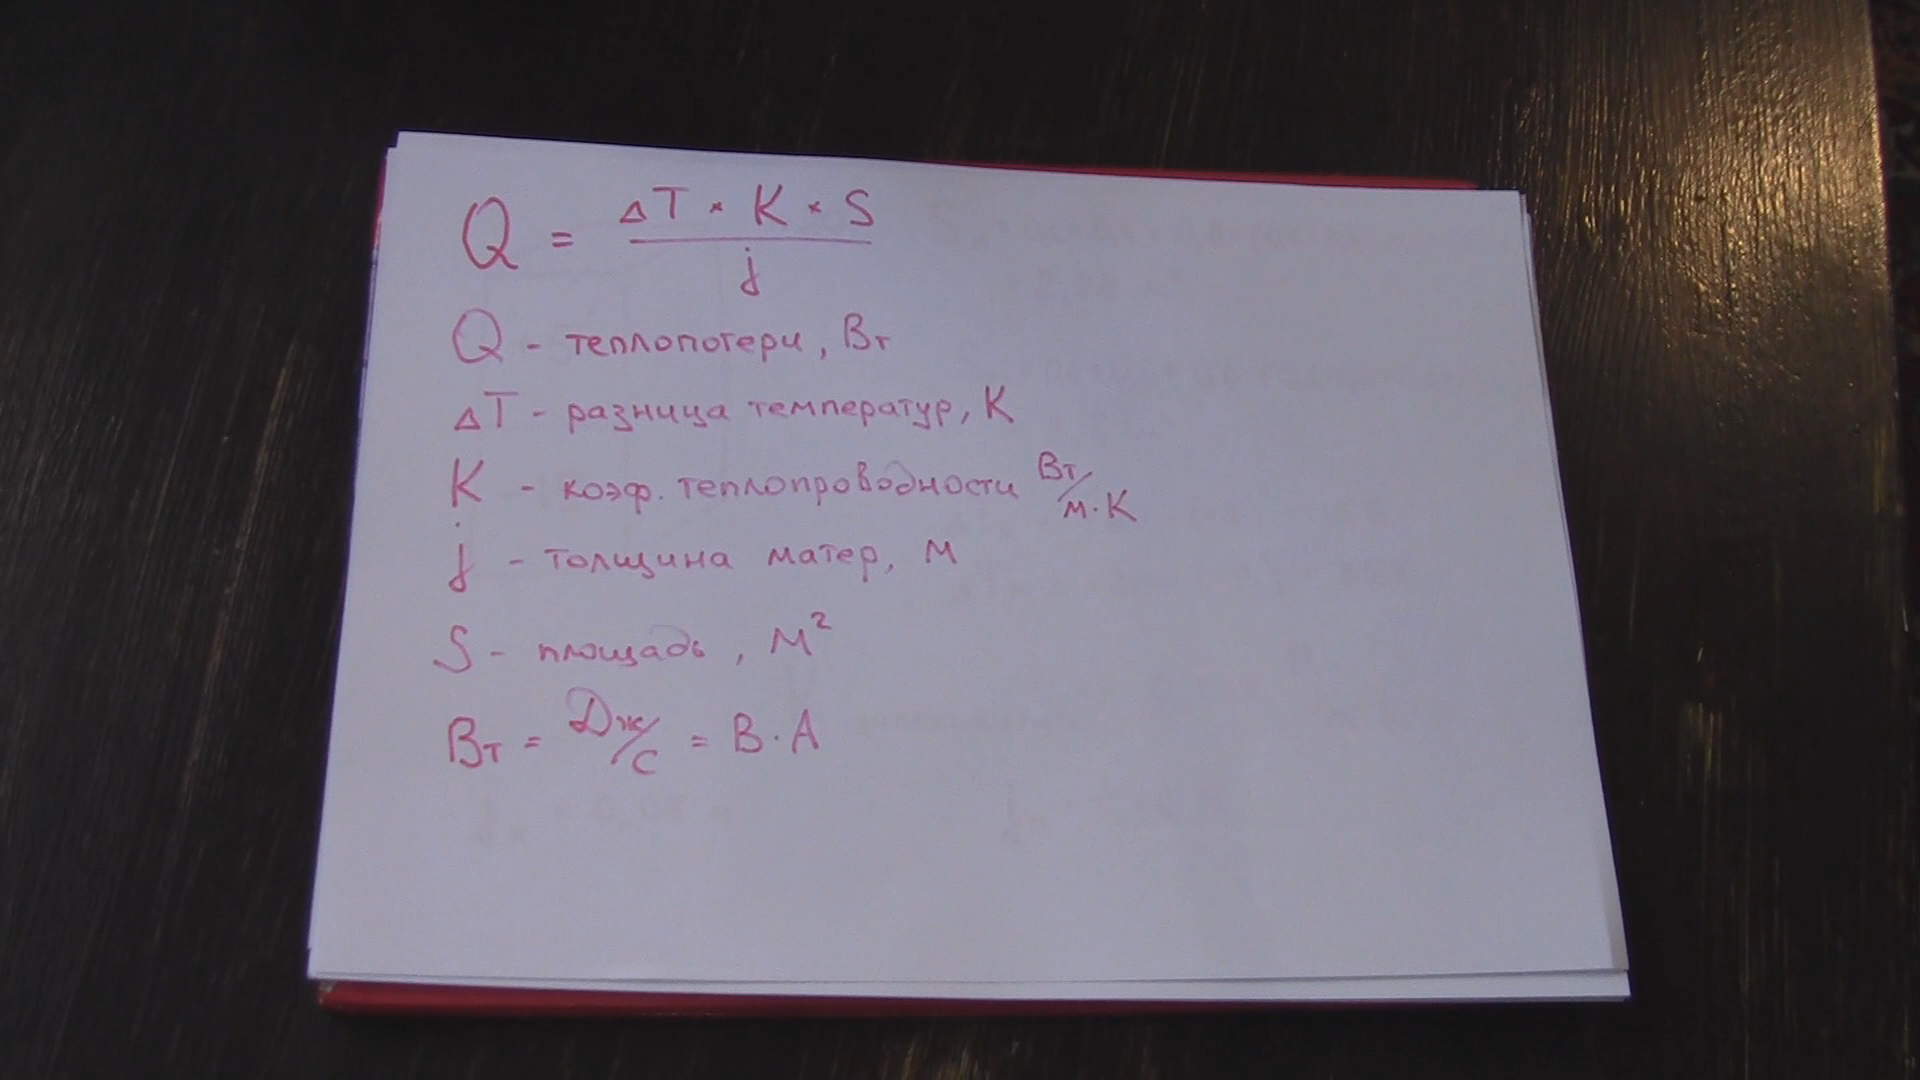 Q = ΔT × K × S / j
Q - теплопотери, Вт
ΔT - разница температур, К
K - коэф. теплопроводности Вт/м·К
j - толщина матер, м
S - площадь, м²
Вт = Дж/с = В·А